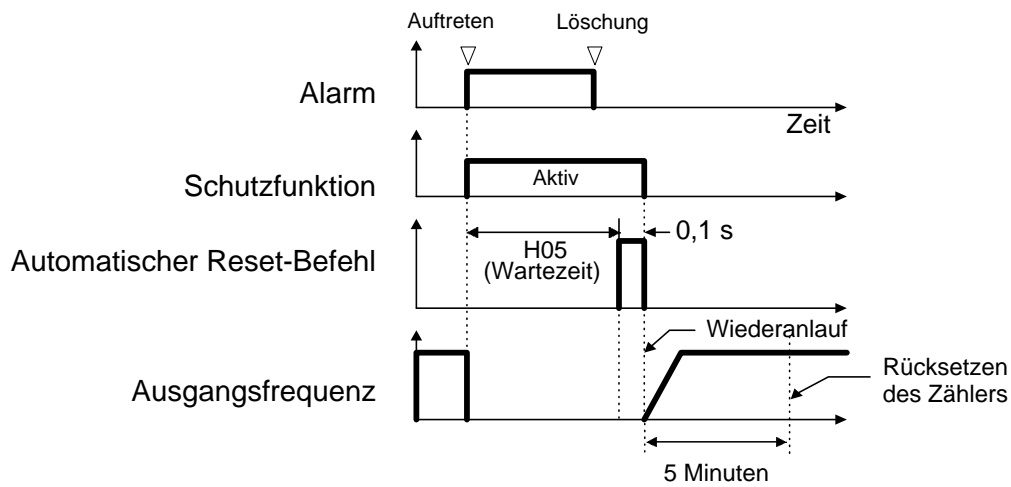 Auftreten
Löschung
Alarm
Zeit
Schutzfunktion
Aktiv
Automatischer Reset-Befehl
H05
(Wartezeit)
0,1 s
Wiederanlauf
Ausgangsfrequenz
Rücksetzen
des Zählers
5 Minuten